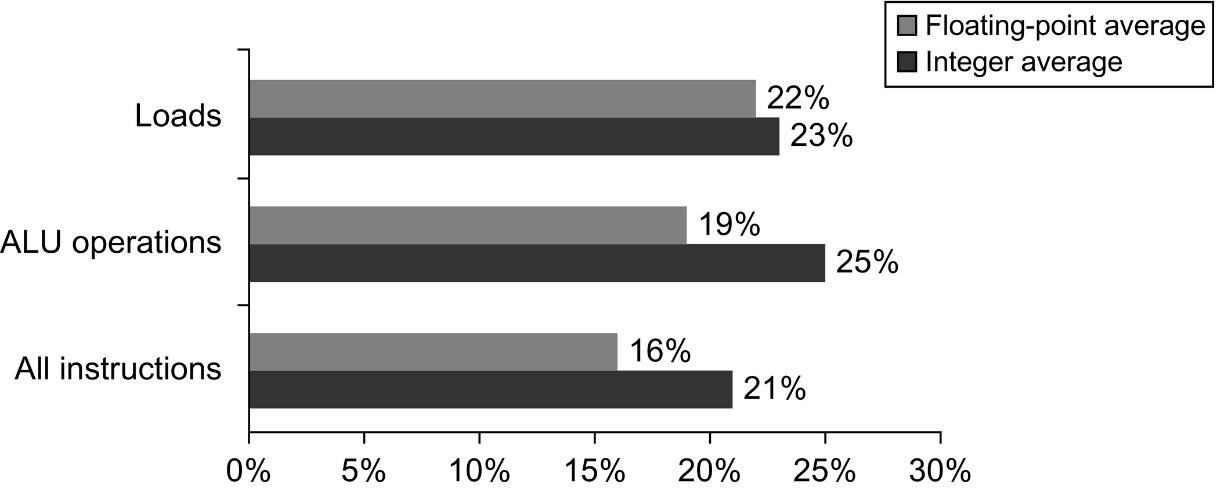 Floating-point average
Integer average
Loads
22%
23%
ALU operations
19%
25%
All instructions
16%
21%
0% 5% 10% 15% 20% 25% 30%